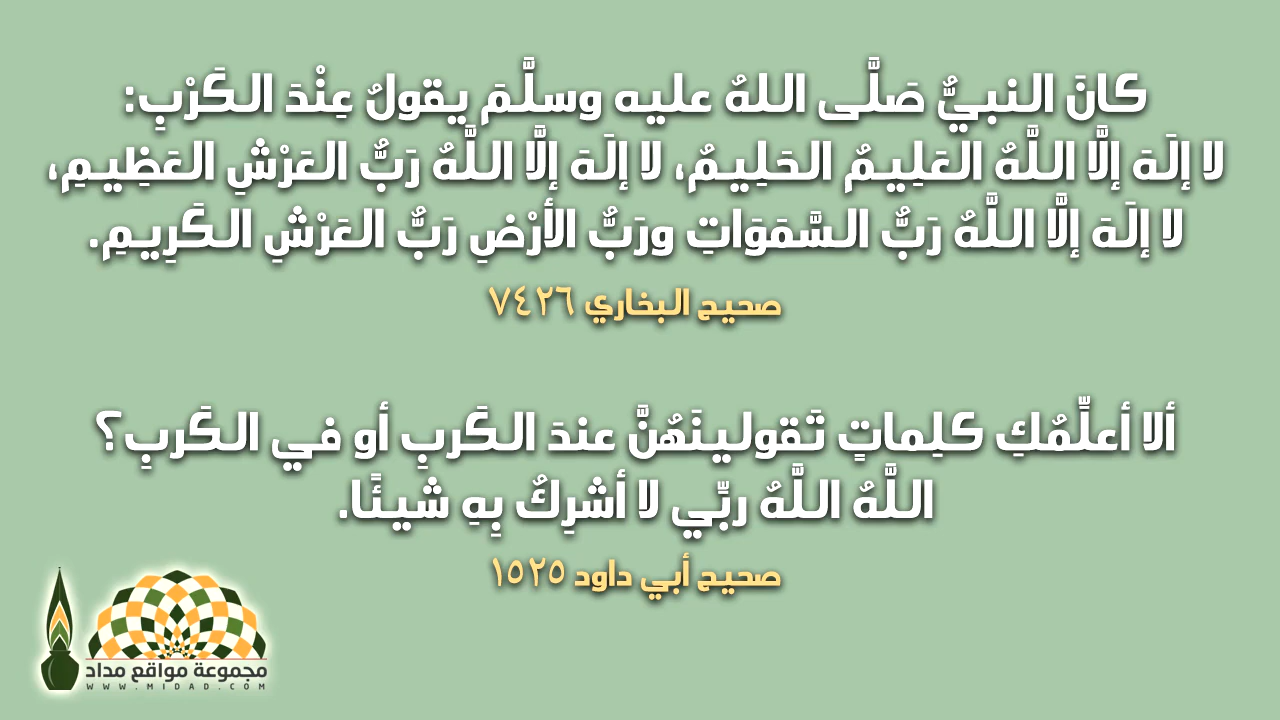 كانَ النبيُّ صَلَّى اللهُ عليه وسلَّمَ يقولُ عِنْدَ الكَرْبِ:
لا إلَهَ إلَّا اللَّهُ العَلِيمُ الحَلِيمُ، لا إلَهَ إلَّا اللَّهُ رَبُّ العَرْشِ العَظِيمِ،
لا إلَهَ إلَّا اللَّهُ رَبُّ السَّمَوَاتِ ورَبُّ الأرْضِ رَبُّ العَرْشِ الكَرِيمِ.
صحيح البخاري ٧٤٢٦
ألا أعلِّمُكِ كلِماتٍ تَقولينَهُنَّ عندَ الكَربِ أو في الكَربِ؟
اللَّهُ اللَّهُ ربِّي لا أشرِكُ بِهِ شيئًا.
صحيح أبي داود ١٥٢٥
مجموعة مواقع مداد
WWW.MIDAD.COM